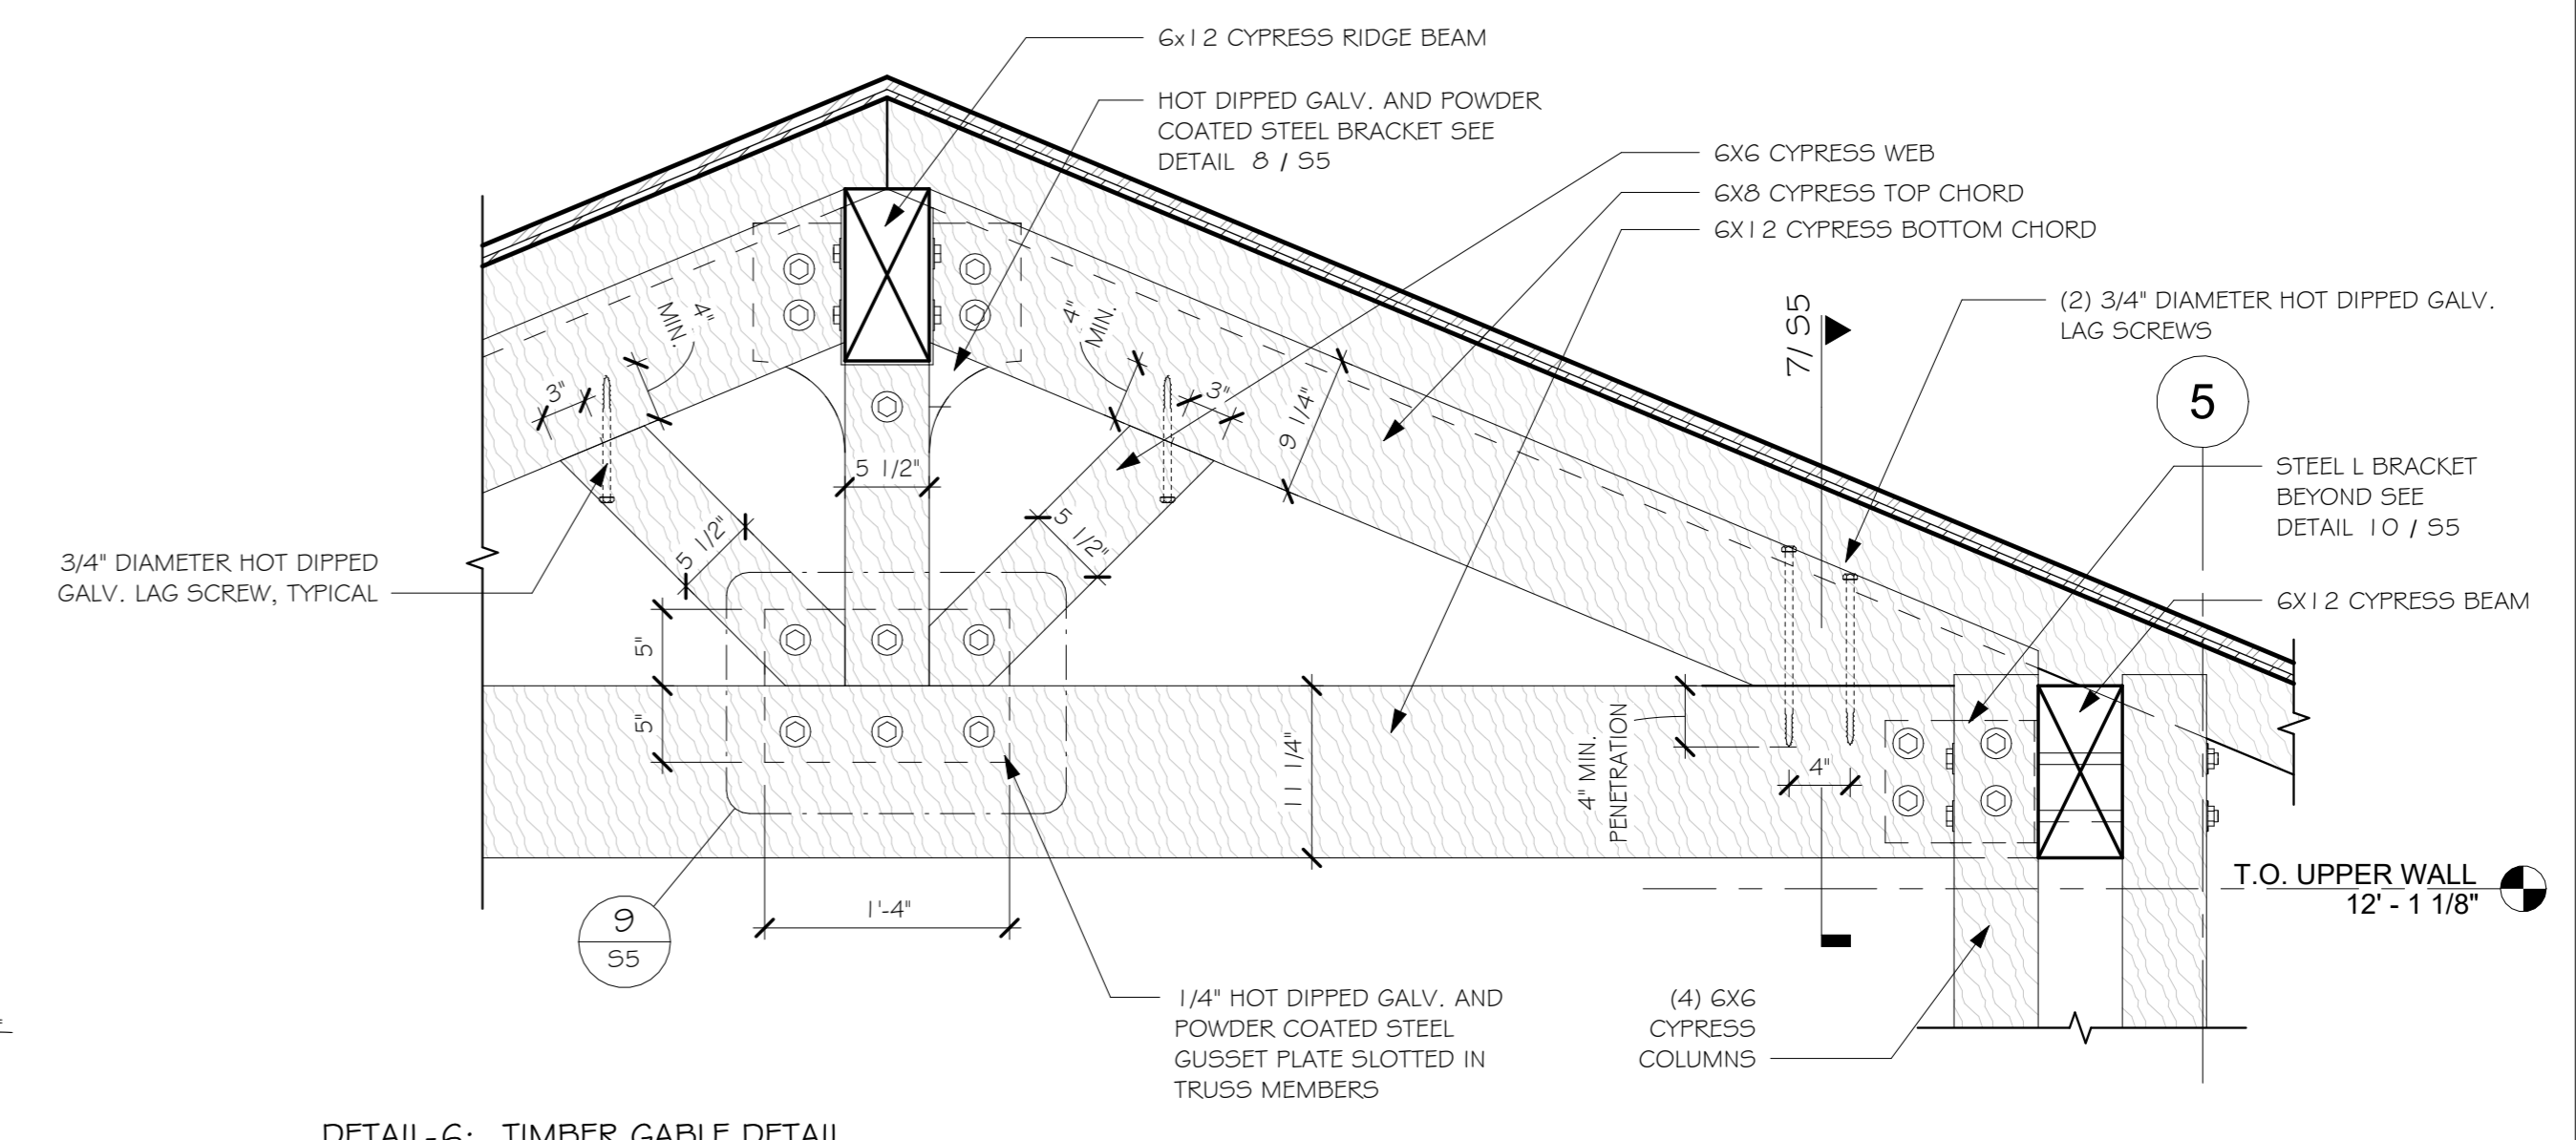 6x12 CYPRESS RIDGE BEAM
HOT DIPPED GALV. AND POWDER
COATED STEEL BRACKET SEE
DETAIL 8 / S5
6X6 CYPRESS WEB
6X8 CYPRESS TOP CHORD
6X12 CYPRESS BOTTOM CHORD
(2) 3/4" DIAMETER HOT DIPPED GALV.
LAG SCREWS
7/ S5
5
STEEL L BRACKET
BEYOND SEE
DETAIL 10 / S5
6X12 CYPRESS BEAM
4"
MIN.
4"
MIN.
3"
3"
9 1/4"
5 1/2"
5 1/2"
5 1/2"
3/4" DIAMETER HOT DIPPED
GALV. LAG SCREW, TYPICAL
5"
5"
11 1/4"
4" MIN.
PENETRATION
4"
T.O. UPPER WALL
12' - 1 1/8"
1'-4"
9
S5
1/4" HOT DIPPED GALV. AND
POWDER COATED STEEL
GUSSET PLATE SLOTTED IN
TRUSS MEMBERS
(4) 6X6
CYPRESS
COLUMNS
DETAIL-6: TIMBER GABLE DETAIL